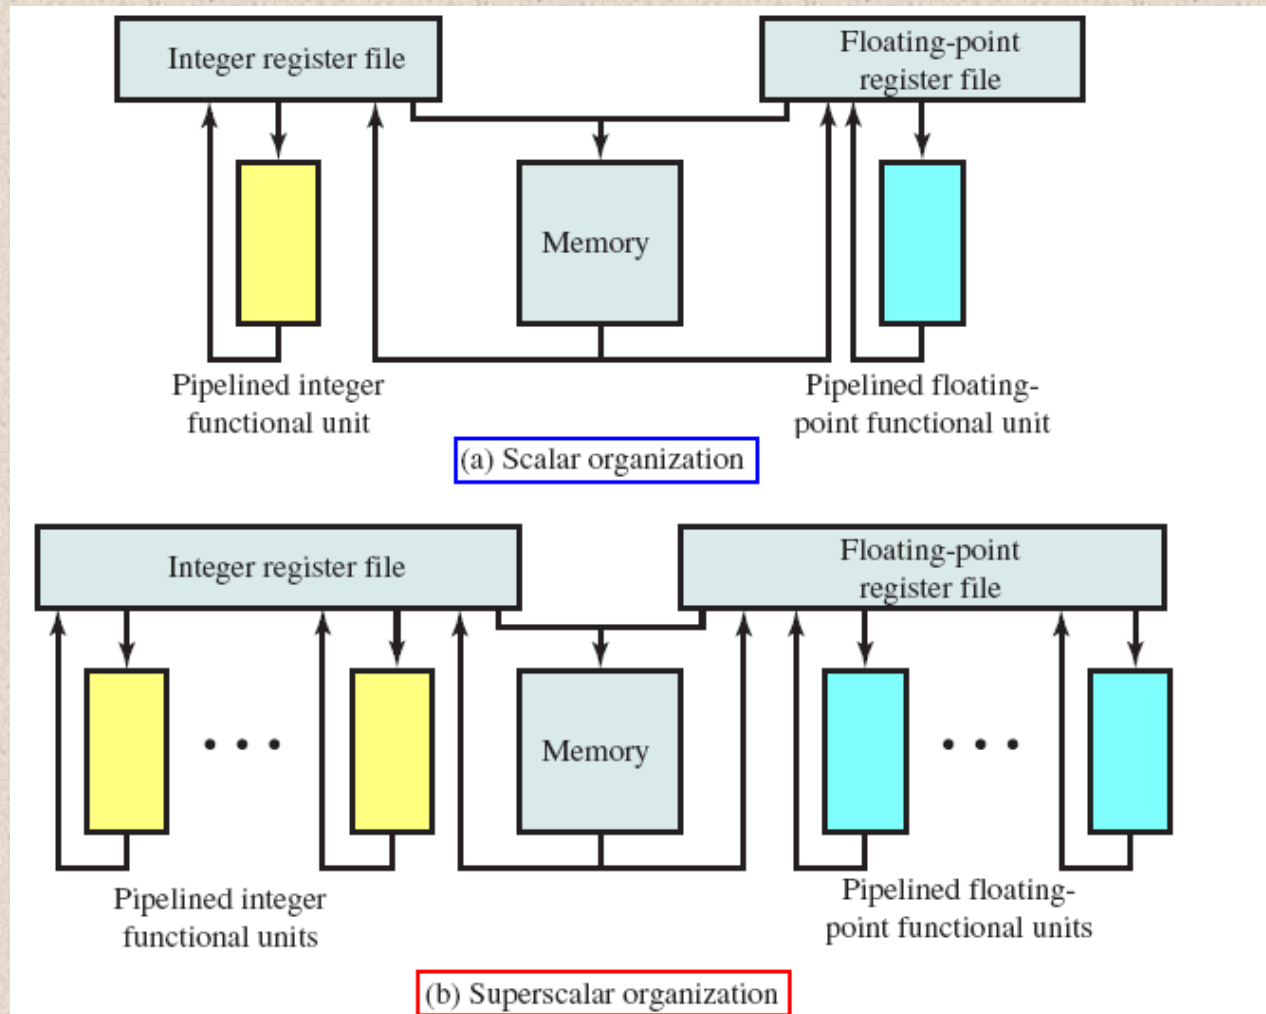 Integer register file
Floating-point
register file
Memory
Pipelined integer
functional unit
Pipelined floating-
point functional unit
(a) Scalar organization
Integer register file
Floating-point
register file
Memory
Pipelined integer
functional units
Pipelined floating-
point functional units
(b) Superscalar organization